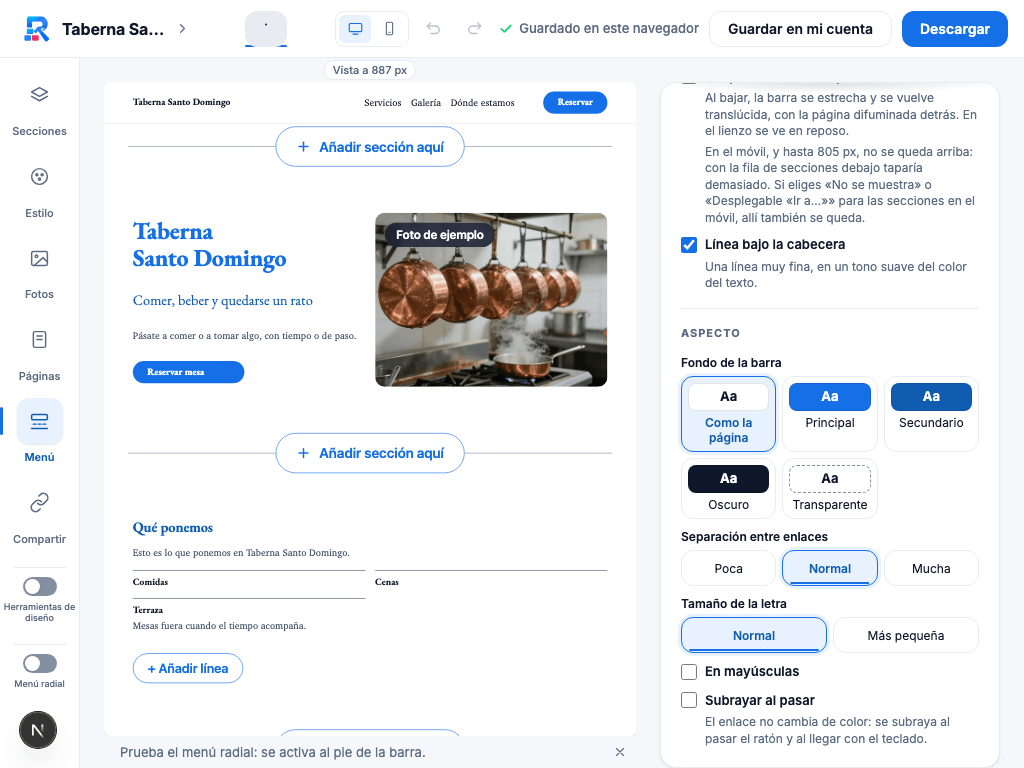 Taberna Sa...
Guardado en este navegador
Guardar en mi cuenta
Descargar
Vista a 887 px
Secciones
Estilo
Fotos
Páginas
Menú
Compartir
Herramientas de
diseño
Menú radial
N
Taberna Santo Domingo
Servicios Galería Dónde estamos
Reservar
+ Añadir sección aquí
Taberna
Santo Domingo
Comer, beber y quedarse un rato
Pásate a comer o a tomar algo, con tiempo o de paso.
Reservar mesa
Foto de ejemplo
+ Añadir sección aquí
Qué ponemos
Esto es lo que ponemos en Taberna Santo Domingo.
Comidas
Cenas
Terraza
Mesas fuera cuando el tiempo acompaña.
+ Añadir línea
Prueba el menú radial: se activa al pie de la barra.
Al bajar, la barra se estrecha y se vuelve
translúcida, con la página difuminada detrás. En
el lienzo se ve en reposo.
En el móvil, y hasta 805 px, no se queda arriba:
con la fila de secciones debajo taparía
demasiado. Si eliges «No se muestra» o
«Desplegable «Ir a...»» para las secciones en el
móvil, allí también se queda.
Línea bajo la cabecera
Una línea muy fina, en un tono suave del color
del texto.
ASPECTO
Fondo de la barra
Aa
Como la
página
Aa
Principal
Aa
Secundario
Aa
Oscuro
Aa
Transparente
Separación entre enlaces
Poca
Normal
Mucha
Tamaño de la letra
Normal
Más pequeña
En mayúsculas
Subrayar al pasar
El enlace no cambia de color: se subraya al
pasar el ratón y al llegar con el teclado.